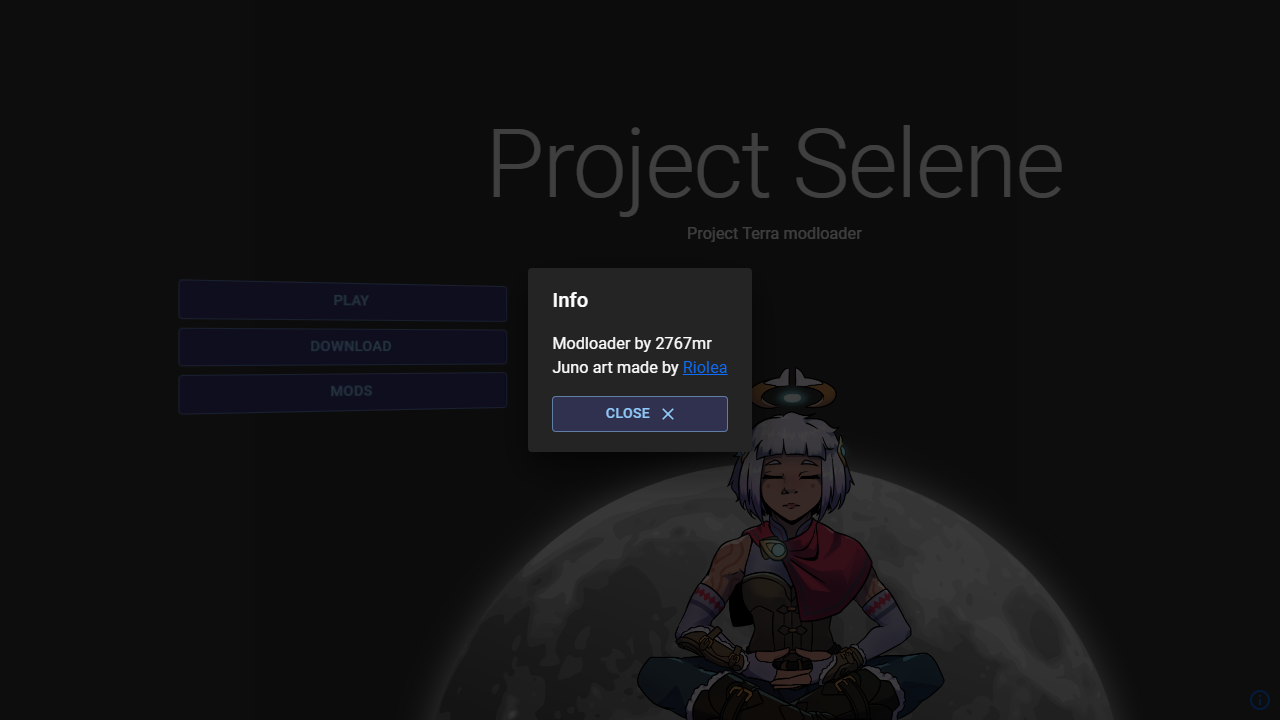 Project Selene
Project Terra modloader
PLAY
DOWNLOAD
MODS
Info
Modloader by 2767mr
Juno art made by Riolea
CLOSE